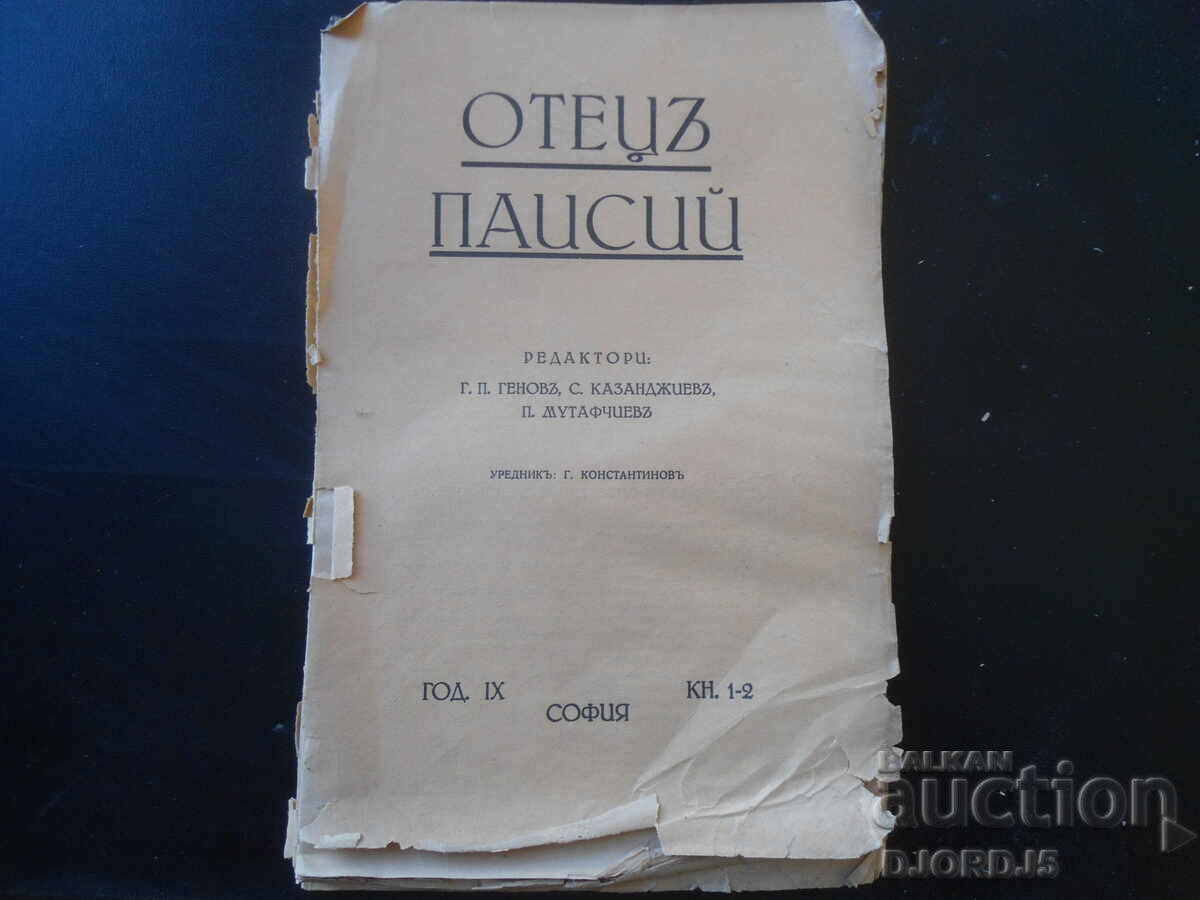 ОТЕЦЪ
ПАИСИЙ
РЕДАКТОРИ:
Г. П. ГЕНОВЪ, С. КАЗАНДЖИЕВЪ,
П. МУТАФЧИЕВЪ
УРЕДНИКЪ: Г. КОНСТАНТИНОВЪ
ГОД. IX КН. 1-2
СОФИЯ
BALKAN
auction
DJORDJ5